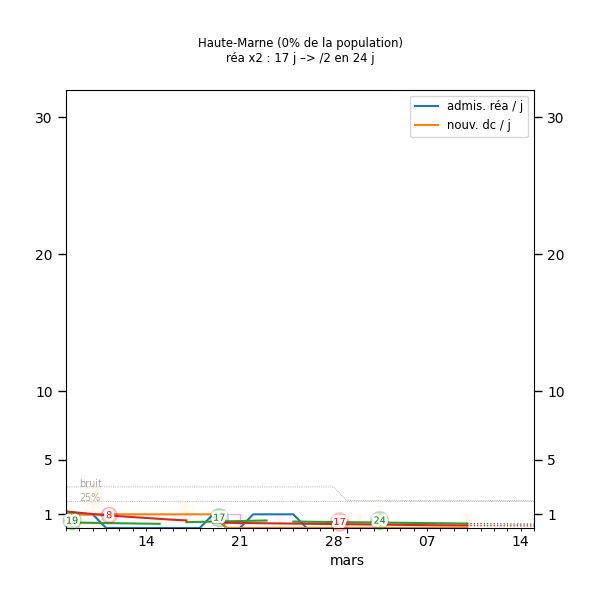 Haute-Marne (0% de la population)
réa x2 : 17 j –> /2 en 24 j
admis. réa / j
nouv. dc / j
30 30
20 20
10 10
5 5
bruit
25%
1 19 8 17 17 24 1
14 21 28 07 14
mars